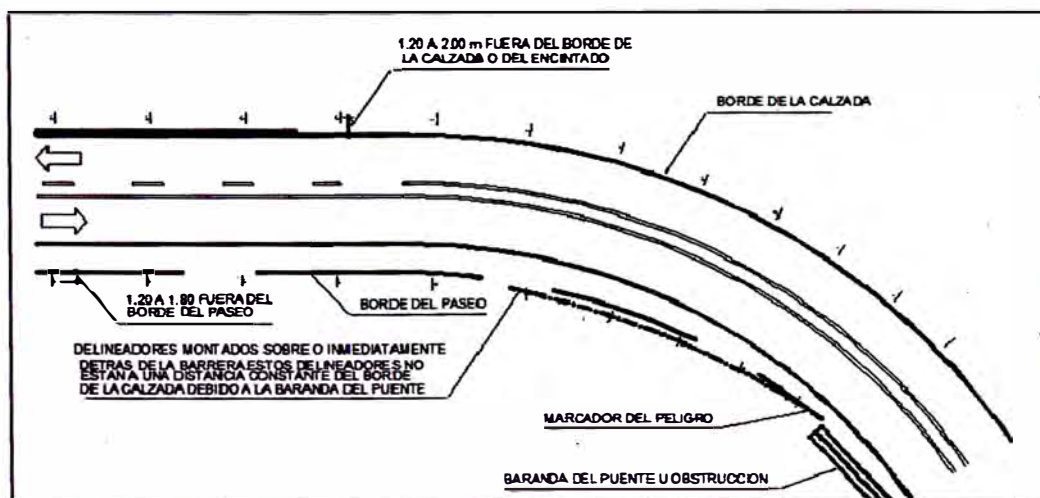 1.20 A 2.00 m FUERA DEL BORDE DE
LA CALZADA O DEL ENCINTADO
BORDE DE LA CALZADA
1.20 A 1.80 FUERA DEL
BORDE DEL PASEO
BORDE DEL PASEO
DELINEADORES MONTADOS SOBRE O INMEDIATAMENTE
DETRAS DE LA BARRERA ESTOS DELINEADORES NO
ESTAN A UNA DISTANCIA CONSTANTE DEL BORDE
DE LA CALZADA DEBIDO A LA BARANDA DEL PUENTE
MARCADOR DEL PELIGRO
BARANDA DEL PUENTE U OBSTRUCCION